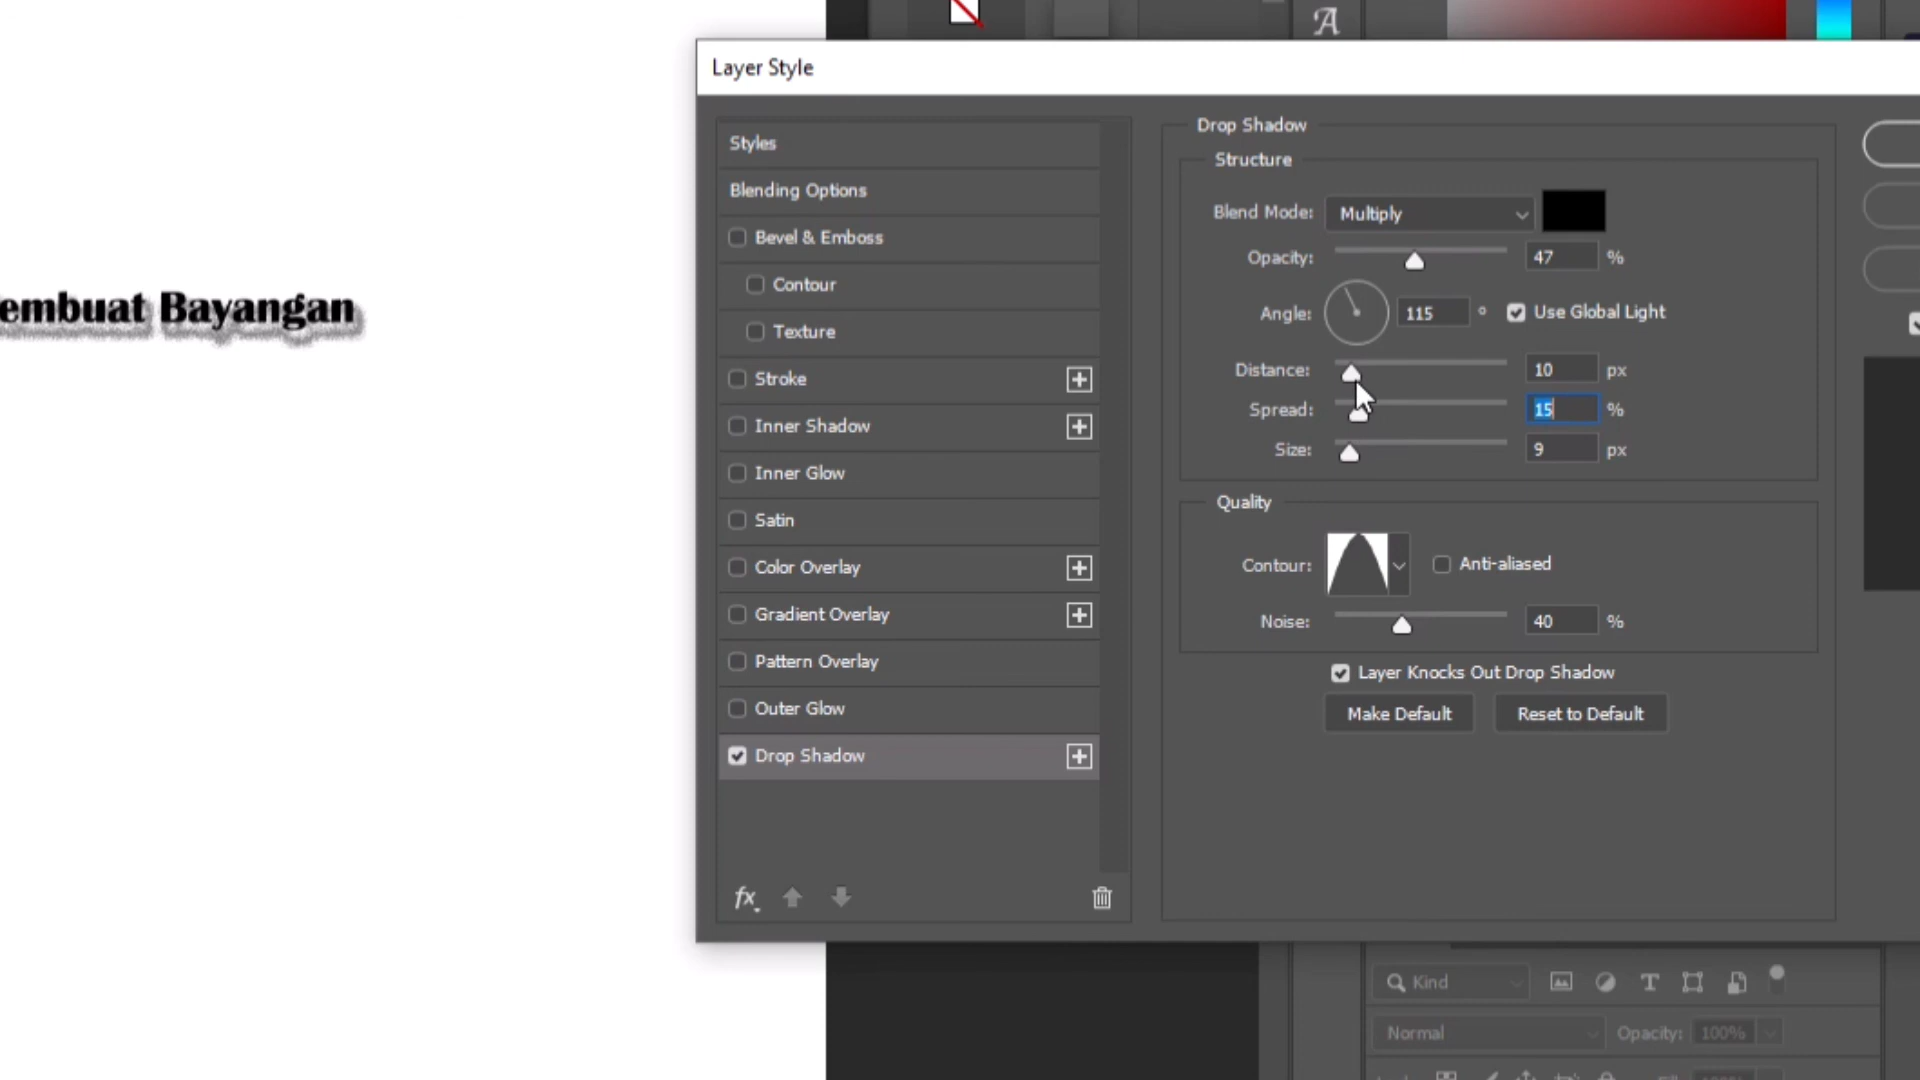 Layer Style
embuat Bayangan
Styles
Blending Options
Bevel & Emboss
Contour
Texture
Stroke
Inner Shadow
Inner Glow
Satin
Color Overlay
Gradient Overlay
Pattern Overlay
Outer Glow
Drop Shadow
fx
Drop Shadow
Structure
Blend Mode: Multiply
Opacity: 47 %
Angle: 115 ° Use Global Light
Distance: 10 px
Spread: 15 %
Size: 9 px
Quality
Contour: Anti-aliased
Noise: 40 %
Layer Knocks Out Drop Shadow
Make Default Reset to Default
Kind
Normal Opacity: 100%